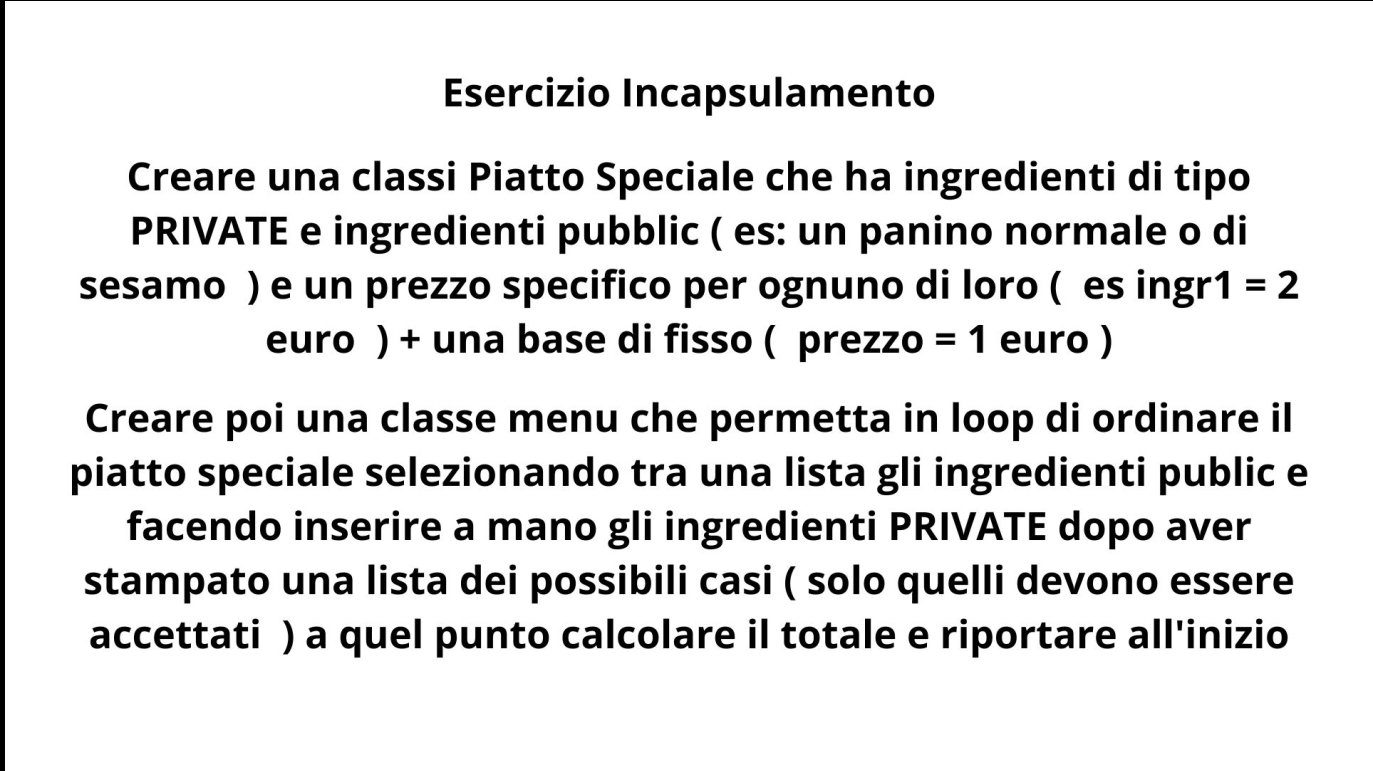 Esercizio Incapsulamento
Creare una classi Piatto Speciale che ha ingredienti di tipo
PRIVATE e ingredienti pubblic ( es: un panino normale o di
sesamo  ) e un prezzo specifico per ognuno di loro (  es ingr1 = 2
euro  ) + una base di fisso (  prezzo = 1 euro )
Creare poi una classe menu che permetta in loop di ordinare il
piatto speciale selezionando tra una lista gli ingredienti public e
facendo inserire a mano gli ingredienti PRIVATE dopo aver
stampato una lista dei possibili casi ( solo quelli devono essere
accettati  ) a quel punto calcolare il totale e riportare all'inizio